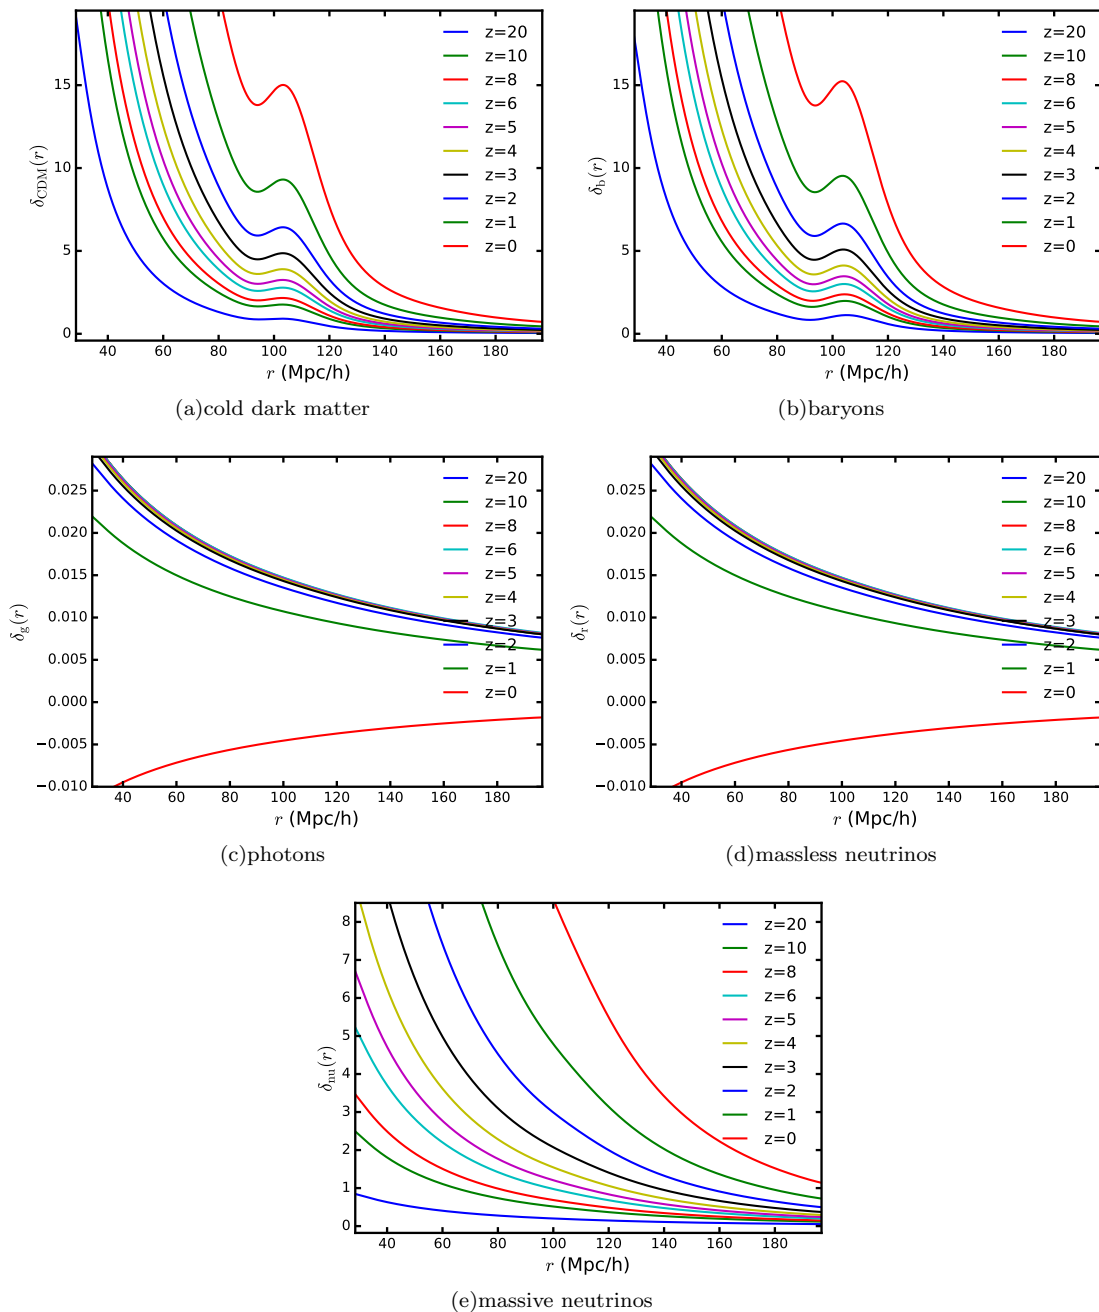 15
10
5
0
δCDM(r)
z=20
z=10
z=8
z=6
z=5
z=4
z=3
z=2
z=1
z=0
40 60 80 100 120 140 160 180
r (Mpc/h)
(a)cold dark matter
15
10
5
0
δb(r)
z=20
z=10
z=8
z=6
z=5
z=4
z=3
z=2
z=1
z=0
40 60 80 100 120 140 160 180
r (Mpc/h)
(b)baryons
0.025
0.020
0.015
0.010
0.005
0.000
−0.005
−0.010
δg(r)
z=20
z=10
z=8
z=6
z=5
z=4
z=3
z=2
z=1
z=0
40 60 80 100 120 140 160 180
r (Mpc/h)
(c)photons
0.025
0.020
0.015
0.010
0.005
0.000
−0.005
−0.010
δr(r)
z=20
z=10
z=8
z=6
z=5
z=4
z=3
z=2
z=1
z=0
40 60 80 100 120 140 160 180
r (Mpc/h)
(d)massless neutrinos
8
7
6
5
4
3
2
1
0
δnu(r)
z=20
z=10
z=8
z=6
z=5
z=4
z=3
z=2
z=1
z=0
40 60 80 100 120 140 160 180
r (Mpc/h)
(e)massive neutrinos